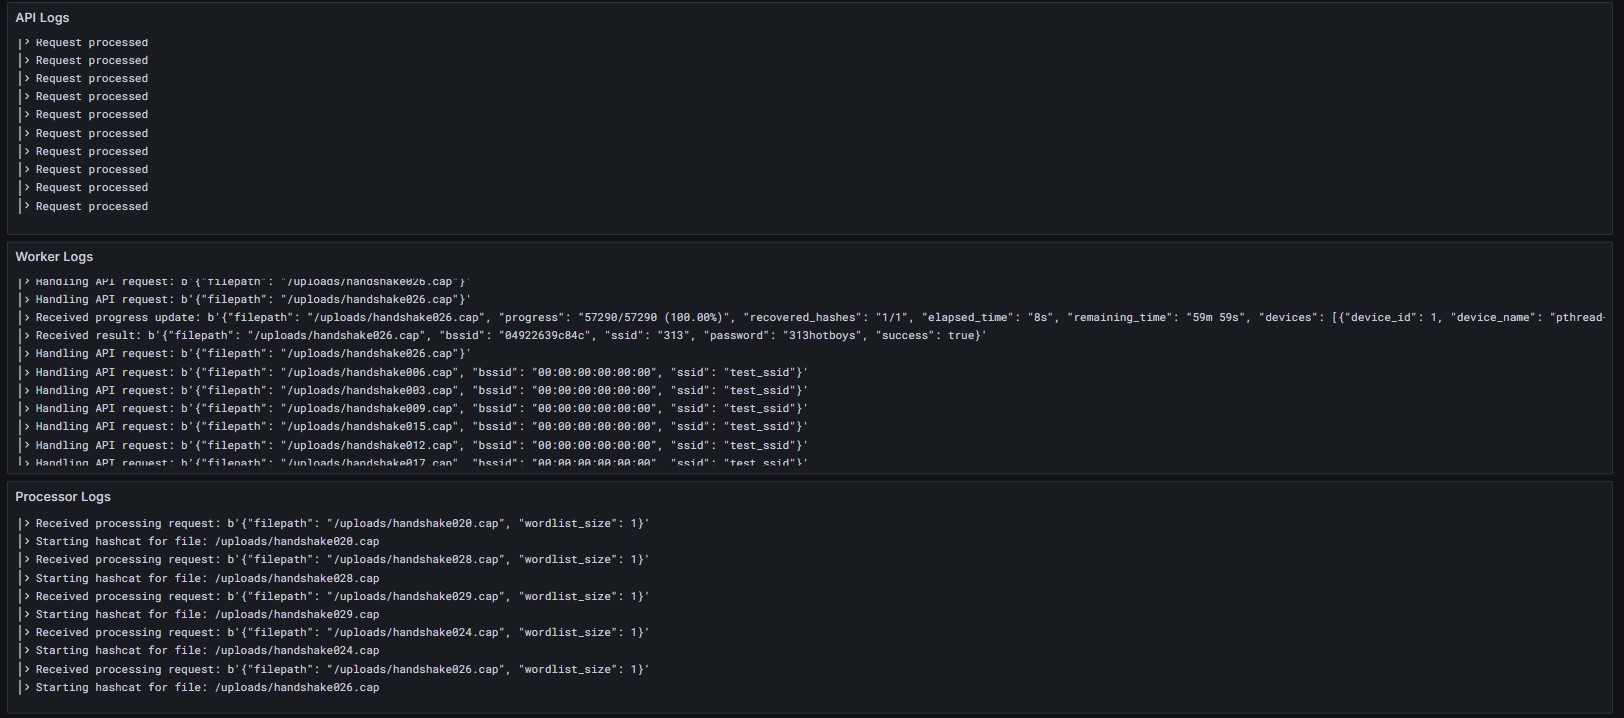 API Logs
> Request processed
> Request processed
> Request processed
> Request processed
> Request processed
> Request processed
> Request processed
> Request processed
> Request processed
> Request processed
Worker Logs
> Handling API request: b'{"filepath": "/uploads/handshake026.cap"}'
> Handling API request: b'{"filepath": "/uploads/handshake026.cap"}'
> Received progress update: b'{"filepath": "/uploads/handshake026.cap", "progress": "57290/57290 (100.00%)", "recovered_hashes": "1/1", "elapsed_time": "8s", "remaining_time": "59m 59s", "devices": [{"device_id": 1, "device_name": "pthread-
> Received result: b'{"filepath": "/uploads/handshake026.cap", "bssid": "04922639c84c", "ssid": "313", "password": "313hotboys", "success": true}'
> Handling API request: b'{"filepath": "/uploads/handshake026.cap"}'
> Handling API request: b'{"filepath": "/uploads/handshake006.cap", "bssid": "00:00:00:00:00:00", "ssid": "test_ssid"}'
> Handling API request: b'{"filepath": "/uploads/handshake003.cap", "bssid": "00:00:00:00:00:00", "ssid": "test_ssid"}'
> Handling API request: b'{"filepath": "/uploads/handshake009.cap", "bssid": "00:00:00:00:00:00", "ssid": "test_ssid"}'
> Handling API request: b'{"filepath": "/uploads/handshake015.cap", "bssid": "00:00:00:00:00:00", "ssid": "test_ssid"}'
> Handling API request: b'{"filepath": "/uploads/handshake012.cap", "bssid": "00:00:00:00:00:00", "ssid": "test_ssid"}'
> Handling API request: b'{"filepath": "/uploads/handshake017.cap", "bssid": "00:00:00:00:00:00", "ssid": "test_ssid"}'
Processor Logs
> Received processing request: b'{"filepath": "/uploads/handshake020.cap", "wordlist_size": 1}'
> Starting hashcat for file: /uploads/handshake020.cap
> Received processing request: b'{"filepath": "/uploads/handshake028.cap", "wordlist_size": 1}'
> Starting hashcat for file: /uploads/handshake028.cap
> Received processing request: b'{"filepath": "/uploads/handshake029.cap", "wordlist_size": 1}'
> Starting hashcat for file: /uploads/handshake029.cap
> Received processing request: b'{"filepath": "/uploads/handshake024.cap", "wordlist_size": 1}'
> Starting hashcat for file: /uploads/handshake024.cap
> Received processing request: b'{"filepath": "/uploads/handshake026.cap", "wordlist_size": 1}'
> Starting hashcat for file: /uploads/handshake026.cap